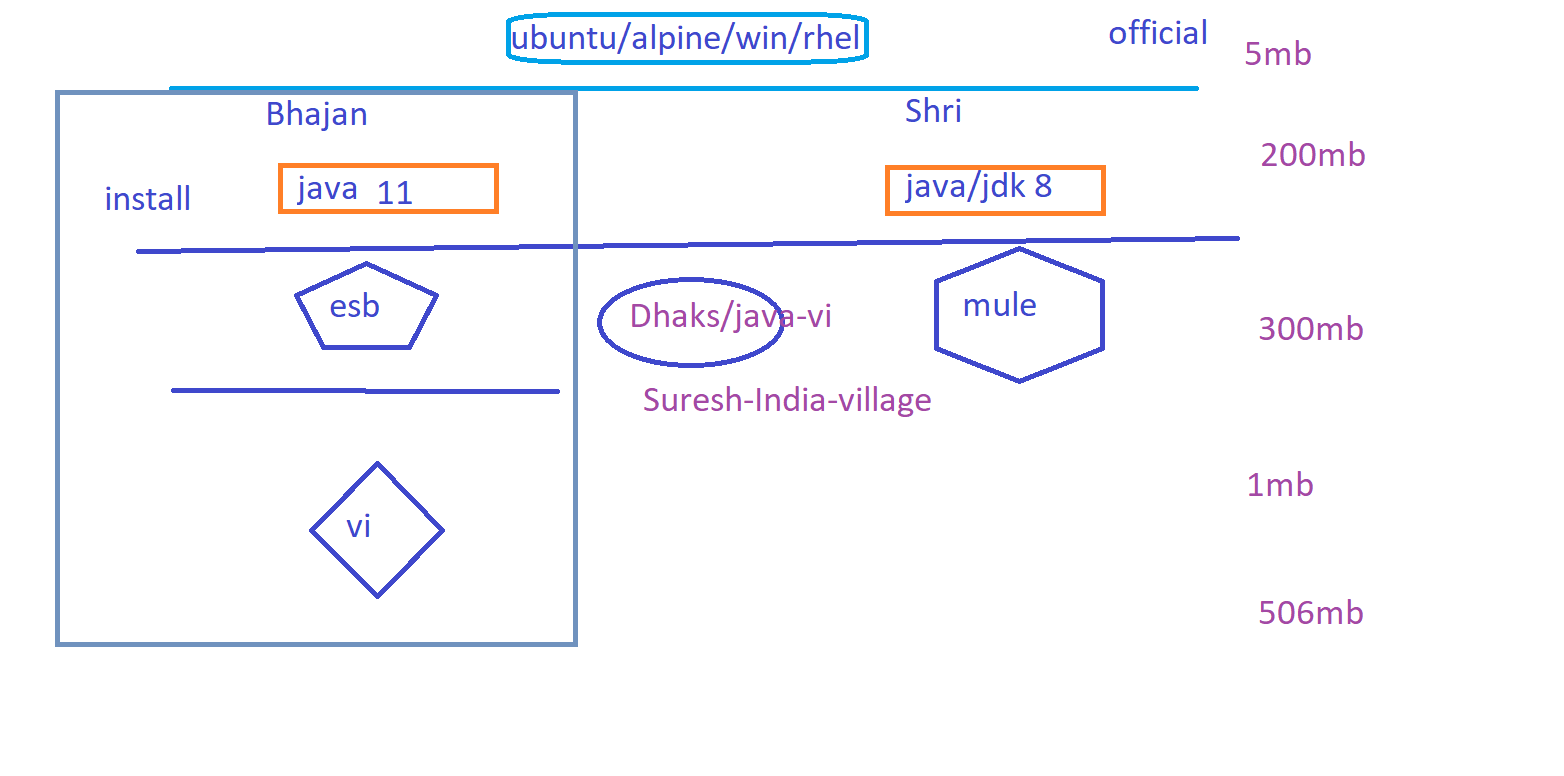 ubuntu/alpine/win/rhel
official
5mb
Bhajan
Shri
200mb
install
java 11
java/jdk 8
esb
Dhaks/java-vi
mule
300mb
Suresh-India-village
1mb
vi
506mb